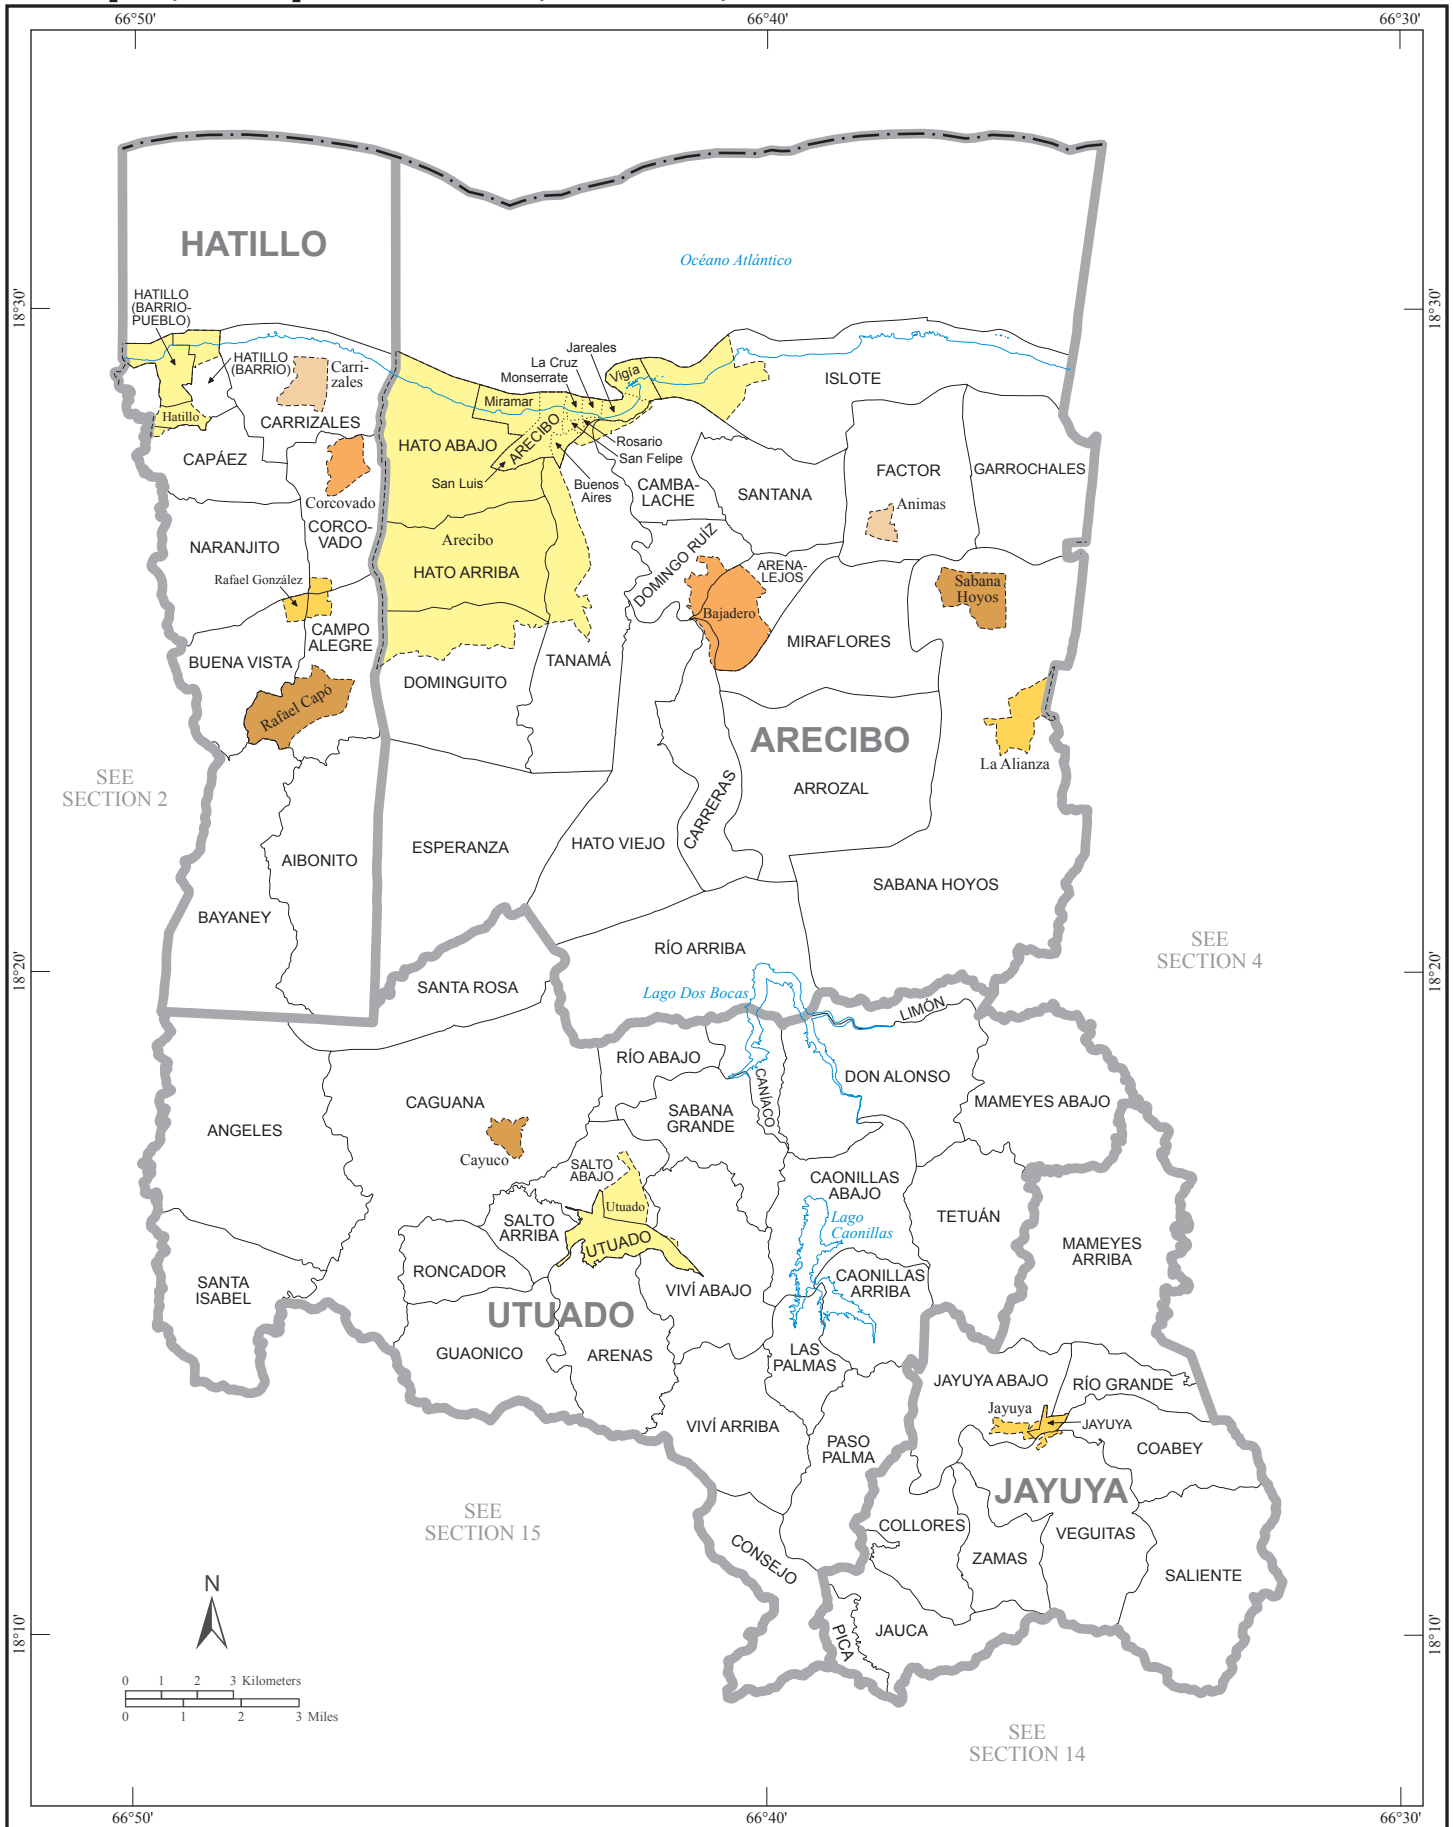 66°50'
66°40'
66°30'
HATILLO
Océano Atlántico
18°30'
18°30'
HATILLO
(BARRIO-
PUEBLO)
HATILLO
(BARRIO)
Carri-
zales
Hatillo
CARRIZALES
CAPÁEZ
Corcovado
CORCO-
VADO
NARANJITO
Rafael González
CAMPO
ALEGRE
BUENA VISTA
Rafael Capó
AIBONITO
BAYANEY
Jareales
La Cruz
Monserrate
Vigía
Miramar
ISLOTE
HATO ABAJO
ARECIBO
Rosario
San Felipe
San Luis
Buenos
Aires
CAMBA-
LACHE
SANTANA
FACTOR
GARROCHALES
Animas
Arecibo
HATO ARRIBA
DOMINGO RUÍZ
ARENA-
LEJOS
Bajadero
Sabana
Hoyos
MIRAFLORES
TANAMÁ
DOMINGUITO
ARECIBO
La Alianza
ARROZAL
CARRERAS
ESPERANZA
HATO VIEJO
SABANA HOYOS
SEE
SECTION 2
SEE
SECTION 4
18°20'
18°20'
RÍO ARRIBA
SANTA ROSA
Lago Dos Bocas
LIMÓN
RÍO ABAJO
CANIACO
DON ALONSO
MAMEYES ABAJO
CAGUANA
SABANA
GRANDE
ANGELES
Cayuco
SALTO
ABAJO
CAONILLAS
ABAJO
Utuado
SALTO
ARRIBA
UTUADO
Lago
Caonillas
TETUÁN
MAMEYES
ARRIBA
RONCADOR
CAONILLAS
ARRIBA
SANTA
ISABEL
VIVÍ ABAJO
UTUADO
GUAONICO
ARENAS
LAS
PALMAS
JAYUYA ABAJO
RÍO GRANDE
Jayuya
JAYUYA
VIVÍ ARRIBA
PASO
PALMA
COABEY
JAYUYA
SEE
SECTION 15
COLLORES
VEGUITAS
ZAMAS
CONSEJO
SALIENTE
JAUCA
PICA
18°10'
18°10'
N
0 1 2 3 Kilometers
0 1 2 3 Miles
SEE
SECTION 14
66°50'
66°40'
66°30'